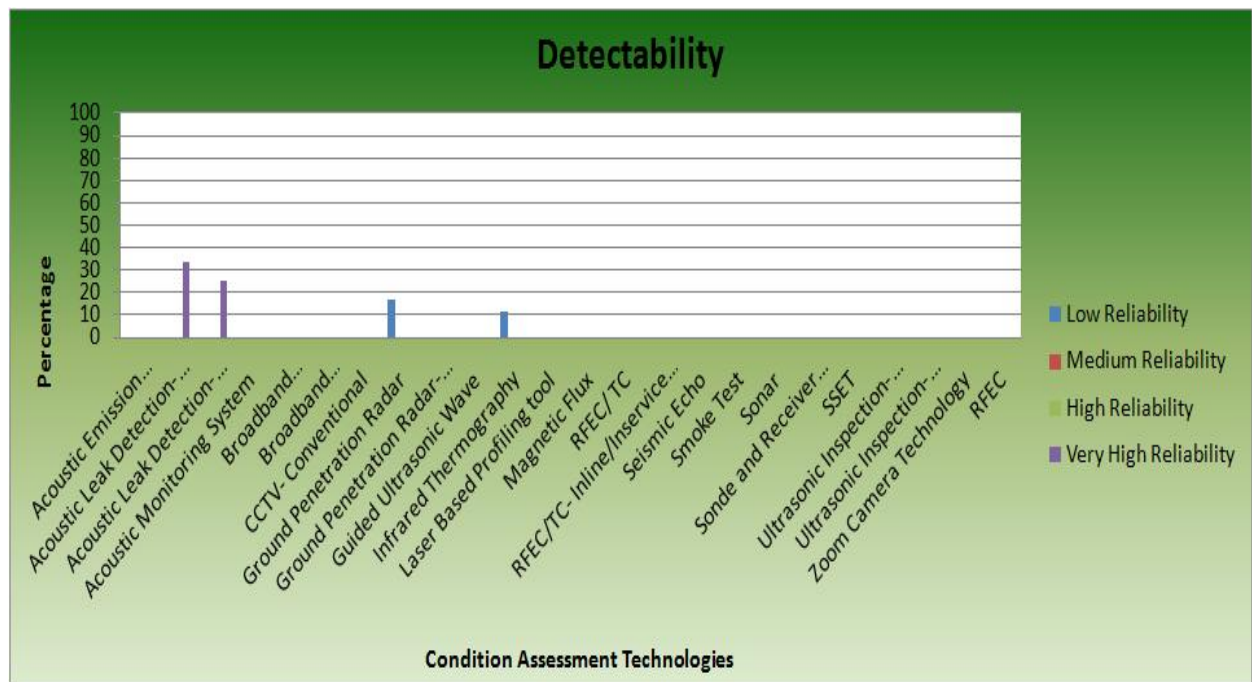 Detectability
100
90
80
70
60
50
40
30
20
10
0
Percentage
Acoustic Emission...
Acoustic Leak Detection-...
Acoustic Leak Detection-...
Acoustic Monitoring System
Broadband...
Broadband...
CCTV- Conventional
Ground Penetration Radar
Ground Penetration Radar-...
Guided Ultrasonic Wave
Infrared Thermography
Laser Based Profiling tool
Magnetic Flux
RFEC/ TC
RFEC/TC- Inline/Inservice...
Seismic Echo
Smoke Test
Sonar
Sonde and Receiver...
SSET
Ultrasonic Inspection-...
Ultrasonic Inspection-...
Zoom Camera Technology
RFEC
Condition Assessment Technologies
Low Reliability
Medium Reliability
High Reliability
Very High Reliability